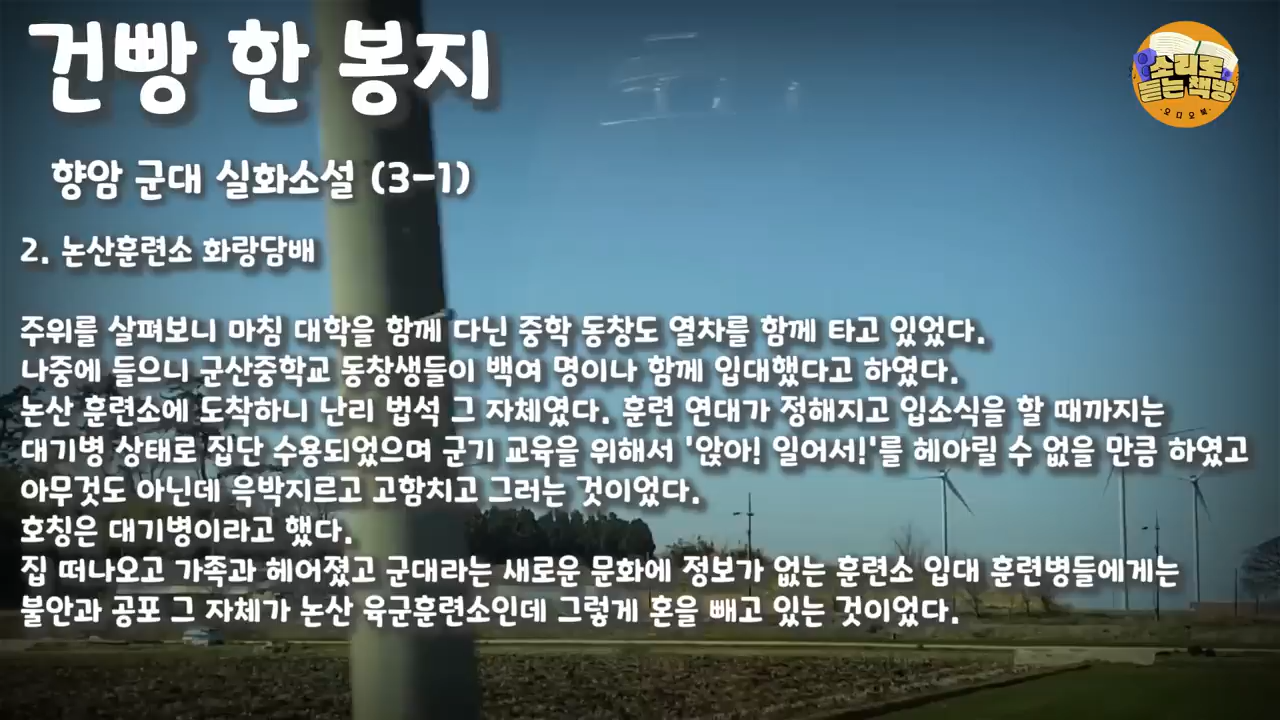 건빵 한 봉지
소리로
듣는 책방
·오디오북·
향암 군대 실화소설 (3-1)
2. 논산훈련소 화랑담배
주위를 살펴보니 마침 대학을 함께 다닌 중학 동창도 열차를 함께 타고 있었다.
나중에 들으니 군산중학교 동창생들이 백여 명이나 함께 입대했다고 하였다.
논산 훈련소에 도착하니 난리 법석 그 자체였다. 훈련 연대가 정해지고 입소식을 할 때까지는
대기병 상태로 집단 수용되었으며 군기 교육을 위해서 '앉아! 일어서!'를 헤아릴 수 없을 만큼 하였고
아무것도 아닌데 윽박지르고 고함치고 그러는 것이었다.
호칭은 대기병이라고 했다.
집 떠나오고 가족과 헤어졌고 군대라는 새로운 문화에 정보가 없는 훈련소 입대 훈련병들에게는
불안과 공포 그 자체가 논산 육군훈련소인데 그렇게 혼을 빼고 있는 것이었다.